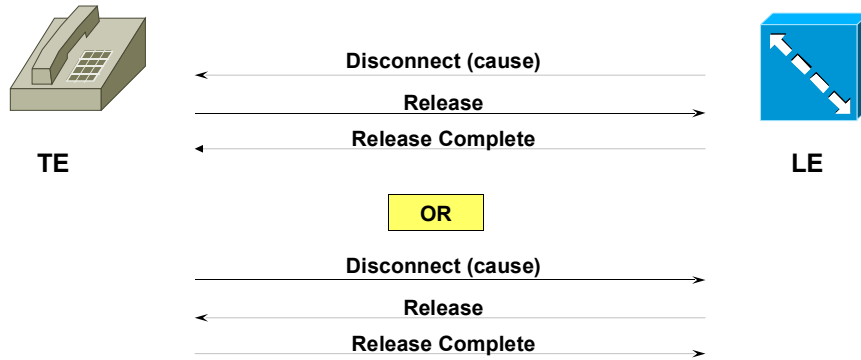 Disconnect (cause)
Release
Release Complete
TE
LE
OR
Disconnect (cause)
Release
Release Complete